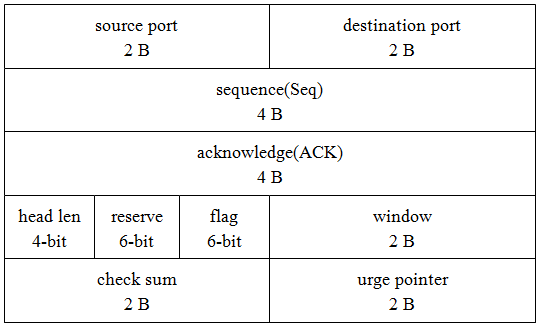 source port
2 B
destination port
2 B
sequence(Seq)
4 B
acknowledge(ACK)
4 B
head len
4-bit
reserve
6-bit
flag
6-bit
window
2 B
check sum
2 B
urge pointer
2 B